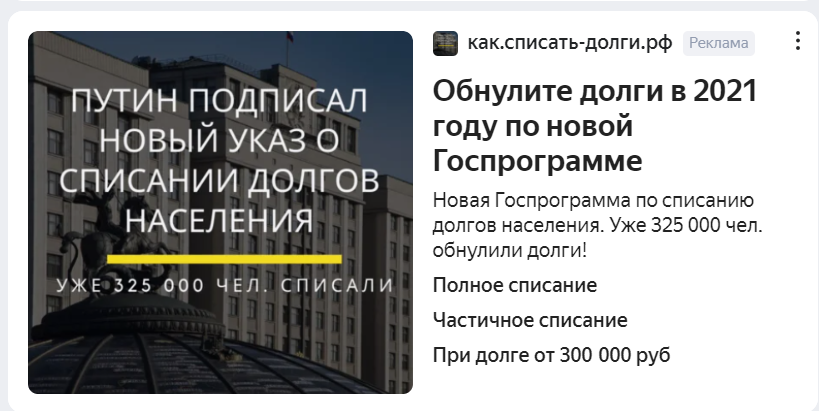 ПУТИН ПОДПИСАЛ
НОВЫЙ УКАЗ О
СПИСАНИИ ДОЛГОВ
НАСЕЛЕНИЯ
УЖЕ 325 000 ЧЕЛ. СПИСАЛИ
как.списать-долги.рф
Реклама
Обнулите долги в 2021
году по новой
Госпрограмме
Новая Госпрограмма по списанию
долгов населения. Уже 325 000 чел.
обнулили долги!
Полное списание
Частичное списание
При долге от 300 000 руб